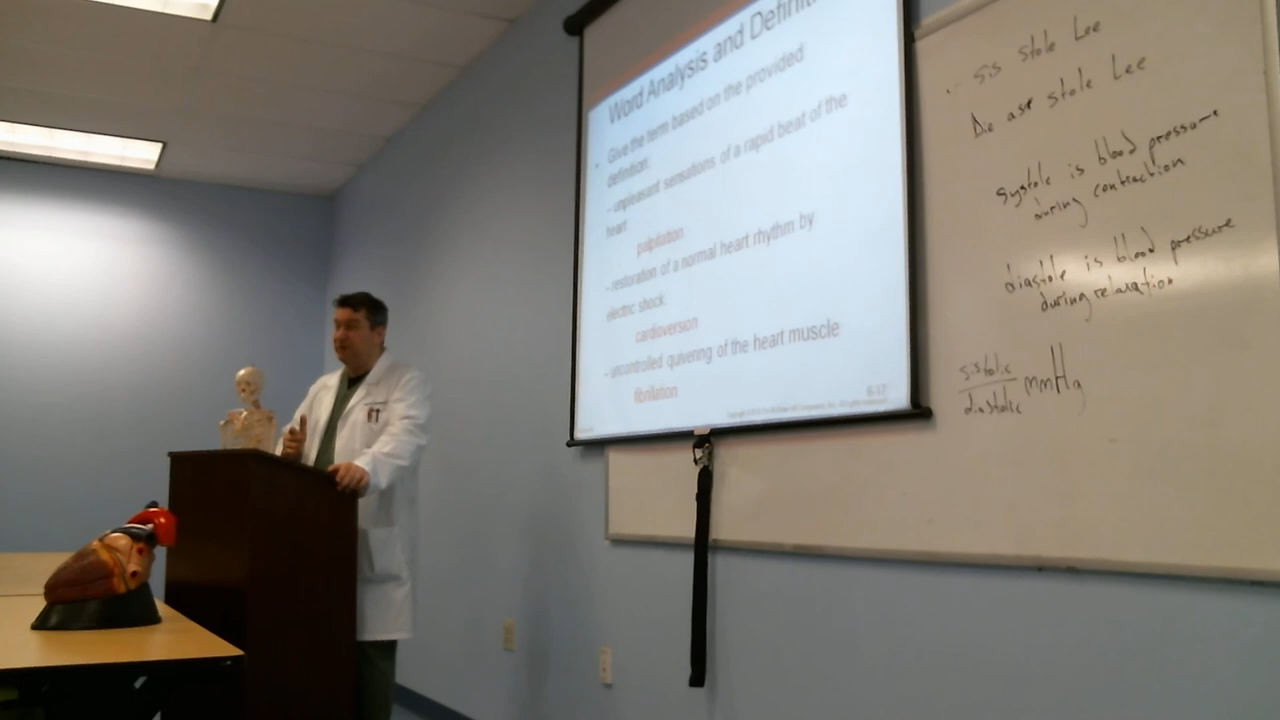 Word Analysis and Definit
Give the term based on the provided
definition:
– unpleasant sensations of a rapid beat of the
heart
palpitation
– restoration of a normal heart rhythm by
electric shock
cardioversion
– uncontrolled quivering of the heart muscle
fibrillation
6-17
sis stole Lee
Die as stole Lee
systole is blood pressure
during contraction
diastole is blood pressure
during relaxation
sistolic
diastolic
mmHg